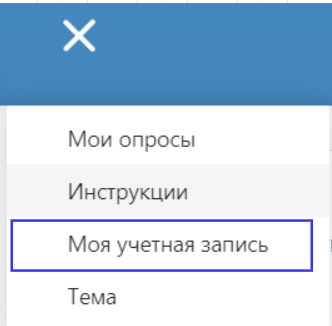 Мои опросы
Инструкции
Моя учетная запись
Тема